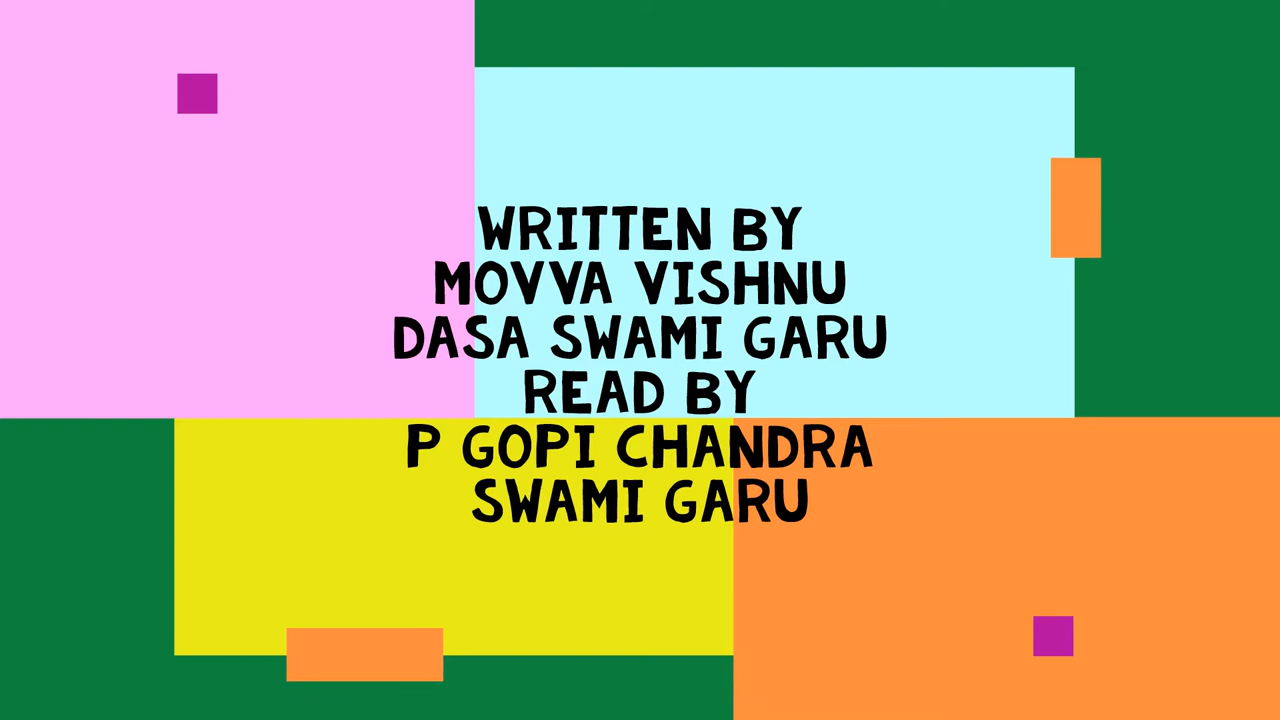 WRITTEN BY
MOVVA VISHNU
DASA SWAMI GARU
READ BY
P GOPI CHANDRA
SWAMI GARU